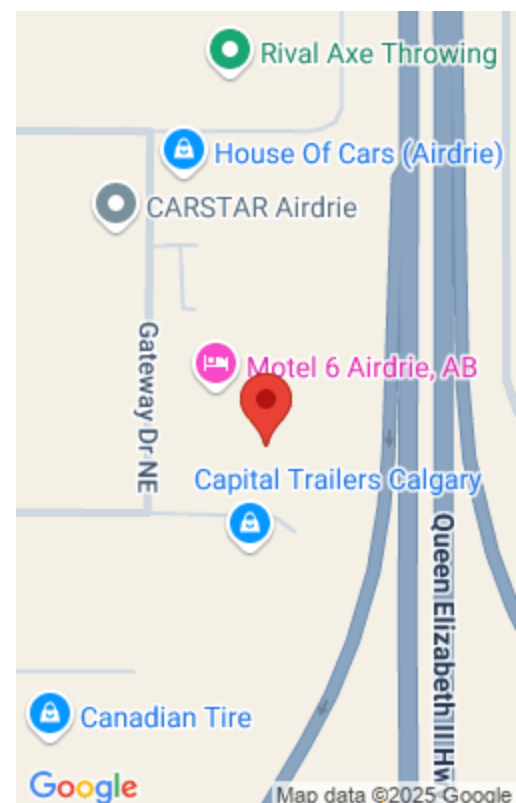 Rival Axe Throwing
House Of Cars (Airdrie)
CARSTAR Airdrie
Gateway Dr NE
Motel 6 Airdrie, AB
Capital Trailers Calgary
Queen Elizabeth II Hw
Canadian Tire
Google
Map data ©2025 Google